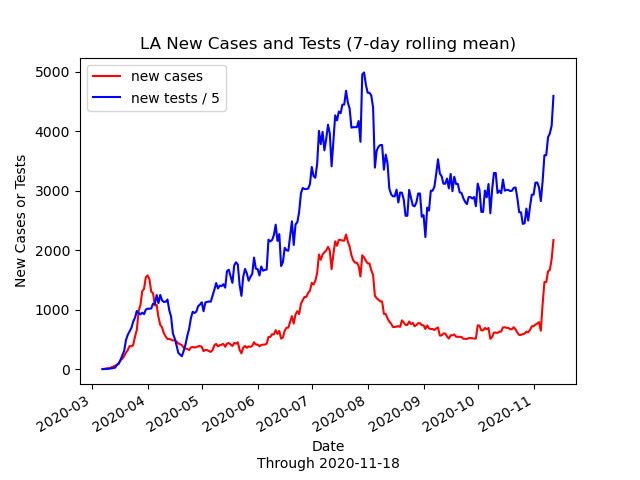 LA New Cases and Tests (7-day rolling mean)
new cases
new tests / 5
New Cases or Tests
5000
4000
3000
2000
1000
0
2020-03
2020-04
2020-05
2020-06
2020-07
2020-08
2020-09
2020-10
2020-11
Date
Through 2020-11-18